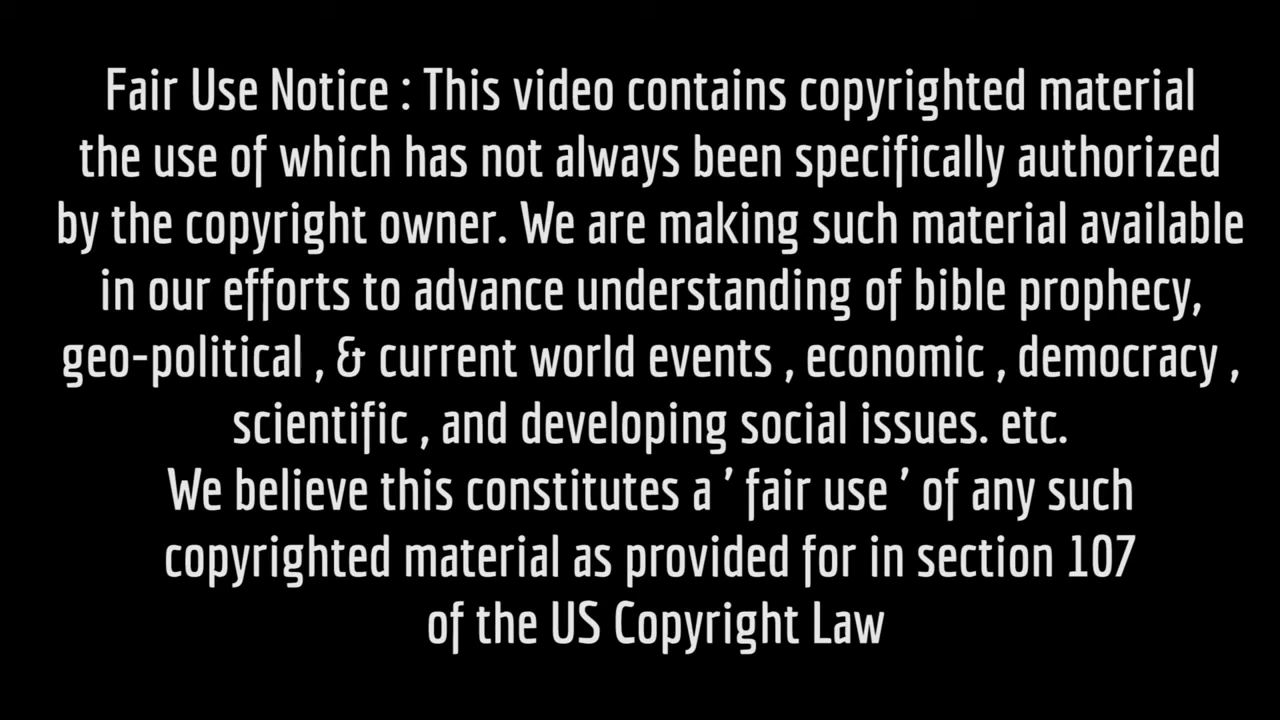 Fair Use Notice : This video contains copyrighted material
the use of which has not always been specifically authorized
by the copyright owner. We are making such material available
in our efforts to advance understanding of bible prophecy,
geo-political , & current world events , economic , democracy ,
scientific , and developing social issues. etc.
We believe this constitutes a ' fair use ' of any such
copyrighted material as provided for in section 107
of the US Copyright Law